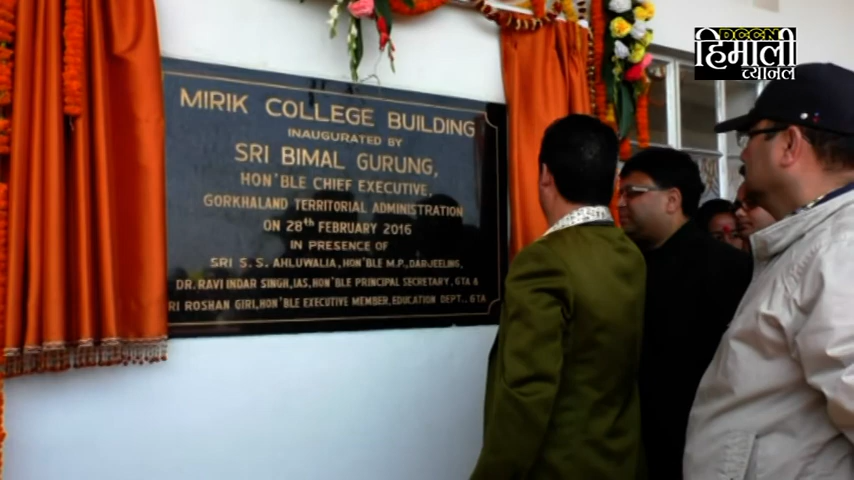 DCCN
हिमाली
च्यानल
MIRIK COLLEGE BUILDING
INAUGURATED BY
SRI BIMAL GURUNG,
HON'BLE CHIEF EXECUTIVE,
GORKHALAND TERRITORIAL ADMINISTRATION
ON 28th FEBRUARY 2016
IN PRESENCE OF
SRI S.S. AHLUWALIA, HON'BLE M.P., DARJEELING,
DR. RAVI INDAR SINGH, IAS, HON'BLE PRINCIPAL SECRETARY, GTA &
RI ROSHAN GIRI, HON'BLE EXECUTIVE MEMBER, EDUCATION DEPT., GTA